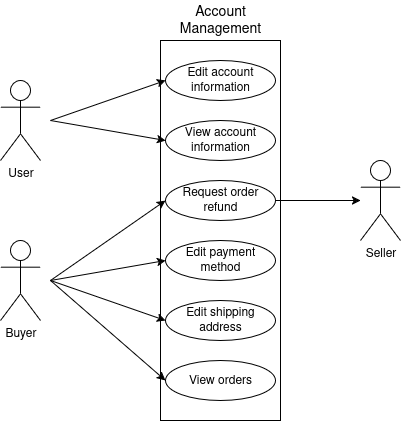 Account
Management
Edit account
information
View account
information
User
Request order
refund
Seller
Edit payment
method
Buyer
Edit shipping
address
View orders